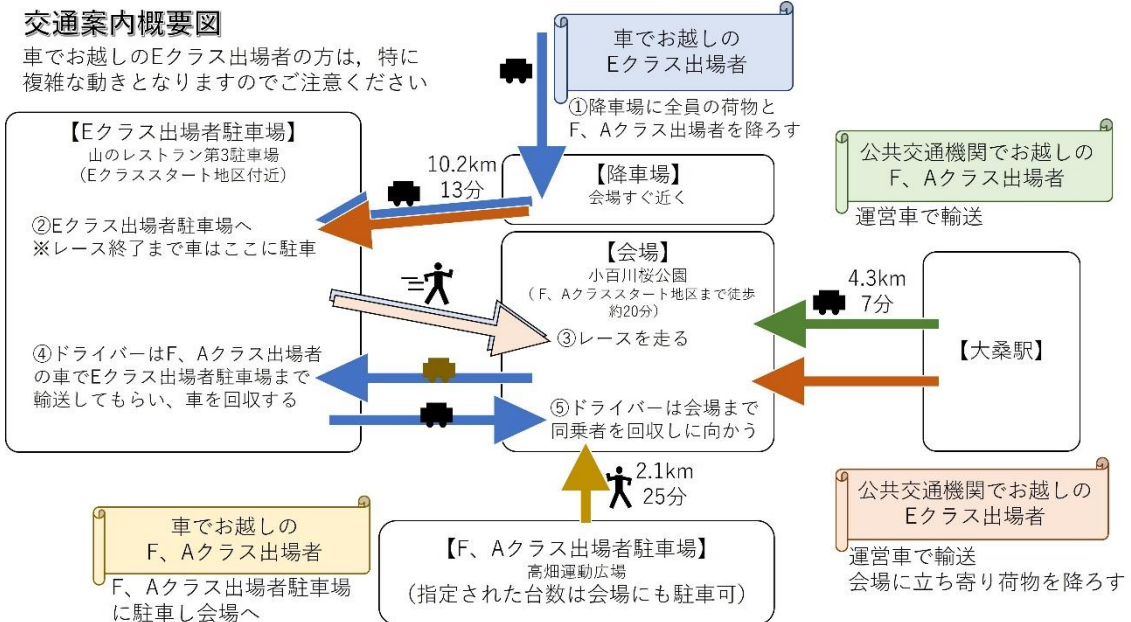 交通案内概要図
車でお越しのEクラス出場者の方は，特に
複雑な動きとなりますのでご注意ください
車でお越しの
Eクラス出場者
①降車場に全員の荷物と
F、Aクラス出場者を降ろす
【Eクラス出場者駐車場】
山のレストラン第3駐車場
（Eクラススタート地区付近）
②Eクラス出場者駐車場へ
※レース終了まで車はここに駐車
10.2km
13分
【降車場】
会場すぐ近く
公共交通機関でお越しの
F、Aクラス出場者
運営車で輸送
【会場】
小百川桜公園
（ F、Aクラススタート地区まで徒歩
約20分）
③レースを走る
4.3km
7分
【大桑駅】
④ドライバーはF、Aクラス出場者
の車でEクラス出場者駐車場まで
輸送してもらい、車を回収する
⑤ドライバーは会場まで
同乗者を回収しに向かう
2.1km
25分
車でお越しの
F、Aクラス出場者
F、Aクラス出場者駐車場
に駐車し会場へ
【F、Aクラス出場者駐車場】
高畑運動広場
（指定された台数は会場にも駐車可）
公共交通機関でお越しの
Eクラス出場者
運営車で輸送
会場に立ち寄り荷物を降ろす